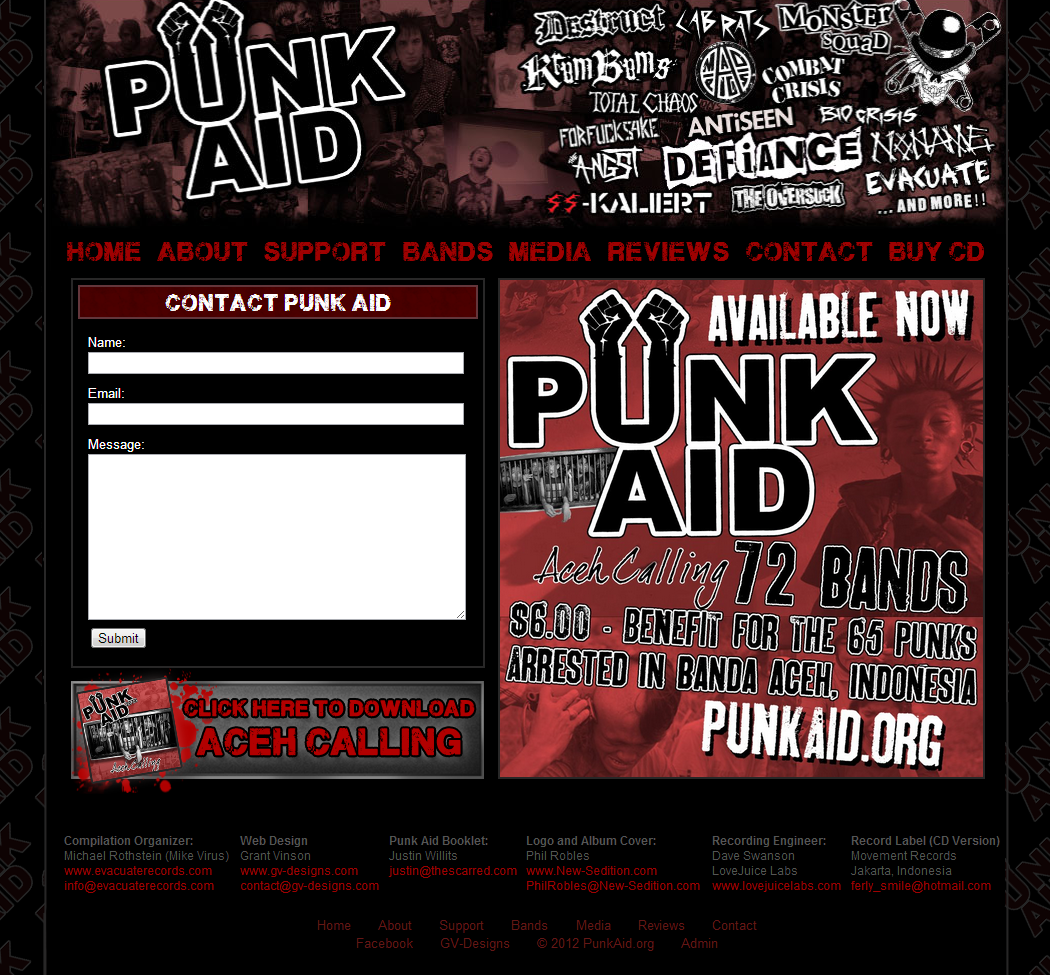 PUNK
AID
DESTRUCT
LAB RATS
MONSTER
SQUAD
KRUM BUMS
MAD
COMBAT
CRISIS
TOTAL CHAOS
ANTiSEEN
BIO CRISIS
FORFUCKSAKE
ANGST
DEFiANCE
NONAME
EVACUATE
$$-KALIERT
THE OVERSUCK
...AND MORE!!
HOME ABOUT SUPPORT BANDS MEDIA REVIEWS CONTACT BUY CD
CONTACT PUNK AID
Name:
Email:
Message:
Submit
AVAILABLE NOW
PUNK
AID
Aceh Calling 72 BANDS
$6.00 - BENEFIT FOR THE 65 PUNKS
ARRESTED IN BANDA ACEH, INDONESIA
PUNKAID.ORG
PUNK
AID
Aceh Calling
CLICK HERE TO DOWNLOAD
ACEH CALLING
Compilation Organizer:
Michael Rothstein (Mike Virus)
www.evacuaterecords.com
info@evacuaterecords.com
Web Design
Grant Vinson
www.gv-designs.com
contact@gv-designs.com
Punk Aid Booklet:
Justin Willits
justin@thescarred.com
Logo and Album Cover:
Phil Robles
www.New-Sedition.com
PhilRobles@New-Sedition.com
Recording Engineer:
Dave Swanson
LoveJuice Labs
www.lovejuicelabs.com
Record Label (CD Version)
Movement Records
Jakarta, Indonesia
ferly_smile@hotmail.com
Home About Support Bands Media Reviews Contact
Facebook GV-Designs © 2012 PunkAid.org Admin